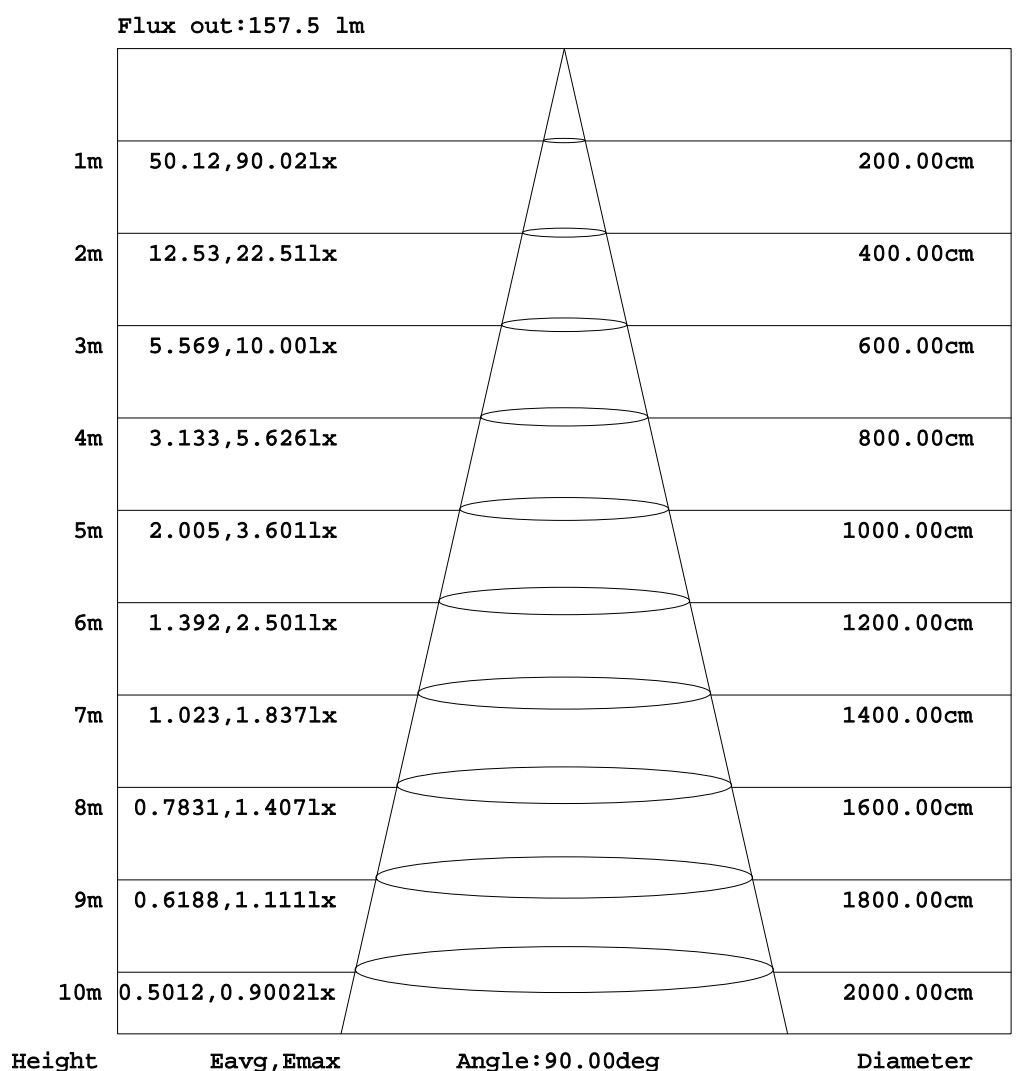 Flux out:157.5 lm
1m 50.12,90.02lx 200.00cm
2m 12.53,22.51lx 400.00cm
3m 5.569,10.00lx 600.00cm
4m 3.133,5.626lx 800.00cm
5m 2.005,3.601lx 1000.00cm
6m 1.392,2.501lx 1200.00cm
7m 1.023,1.837lx 1400.00cm
8m 0.7831,1.407lx 1600.00cm
9m 0.6188,1.111lx 1800.00cm
10m 0.5012,0.9002lx 2000.00cm
Height Eavg,Emax Angle:90.00deg Diameter